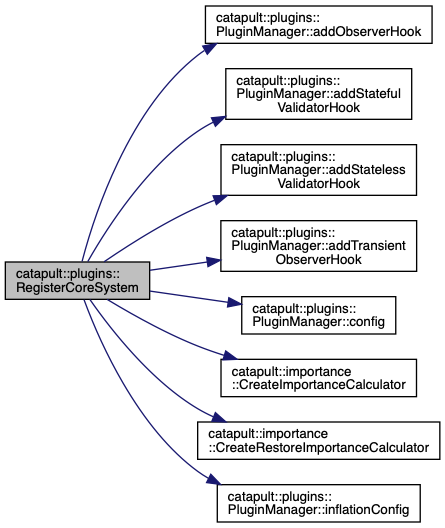 catapult::plugins::
RegisterCoreSystem
catapult::plugins::
PluginManager::addObserverHook
catapult::plugins::
PluginManager::addStateful
ValidatorHook
catapult::plugins::
PluginManager::addStateless
ValidatorHook
catapult::plugins::
PluginManager::addTransient
ObserverHook
catapult::plugins::
PluginManager::config
catapult::importance
::CreateImportanceCalculator
catapult::importance
::CreateRestoreImportanceCalculator
catapult::plugins::
PluginManager::inflationConfig